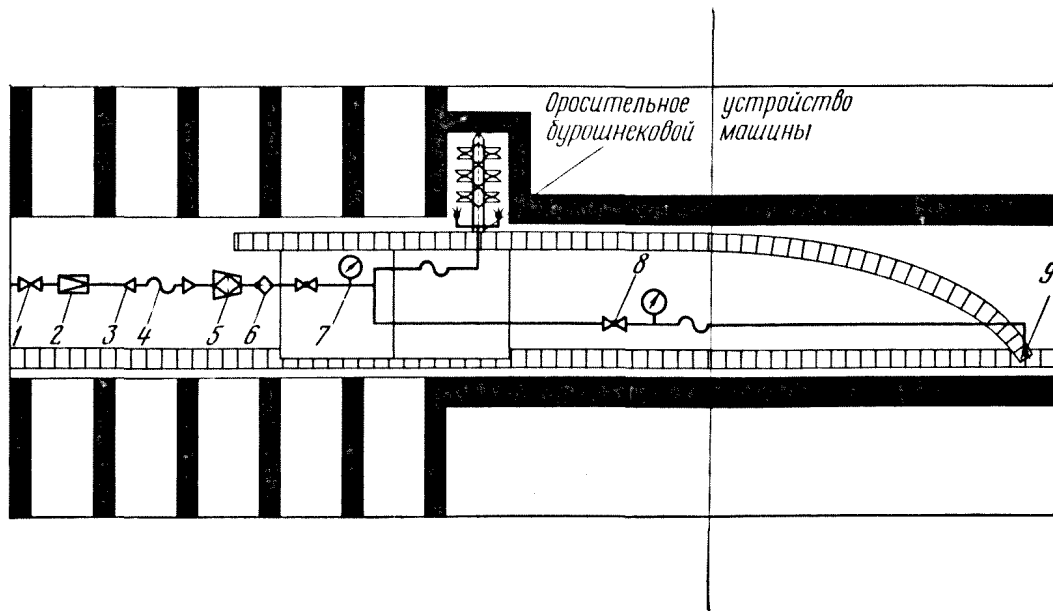 Оросительное устройство
бурошнековой машины
8
9
1 2 3 4 5 6 7